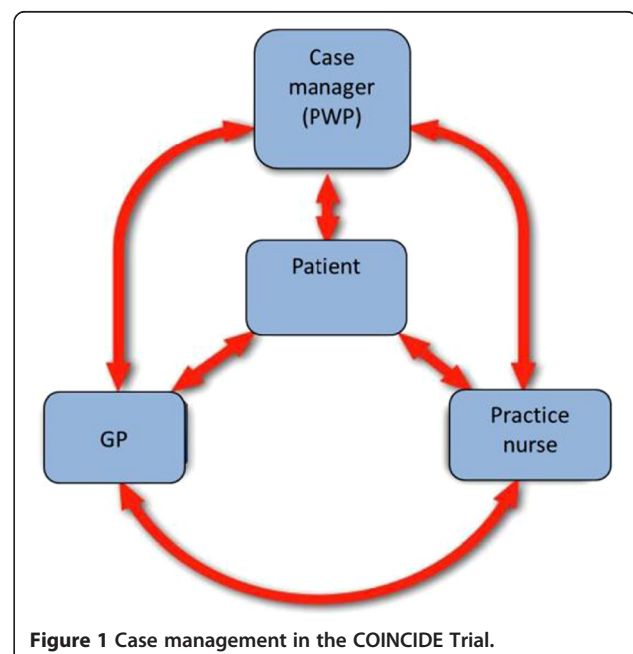 Case
manager
(PWP)
Patient
GP
Practice
nurse
Figure 1 Case management in the COINCIDE Trial.